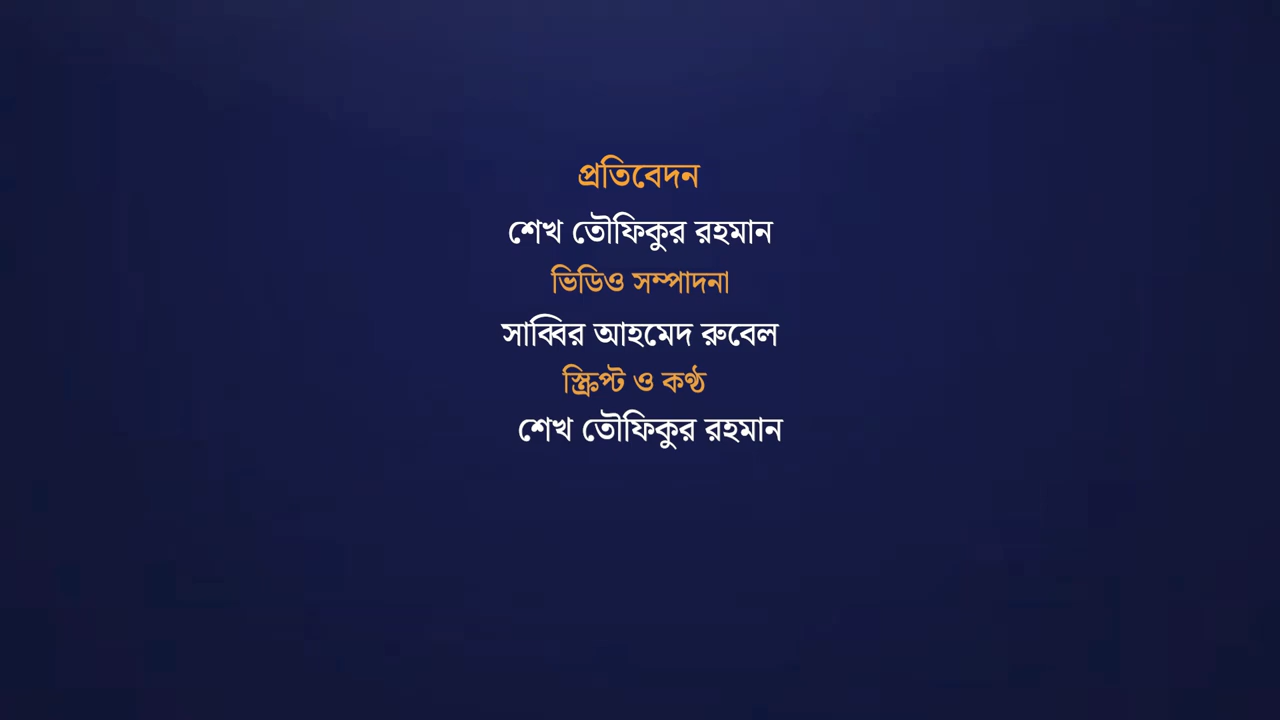 প্রতিবেদন
শেখ তৌফিকুর রহমান
ভিডিও সম্পাদনা
সাব্বির আহমেদ রুবেল
স্ক্রিপ্ট ও কণ্ঠ
শেখ তৌফিকুর রহমান